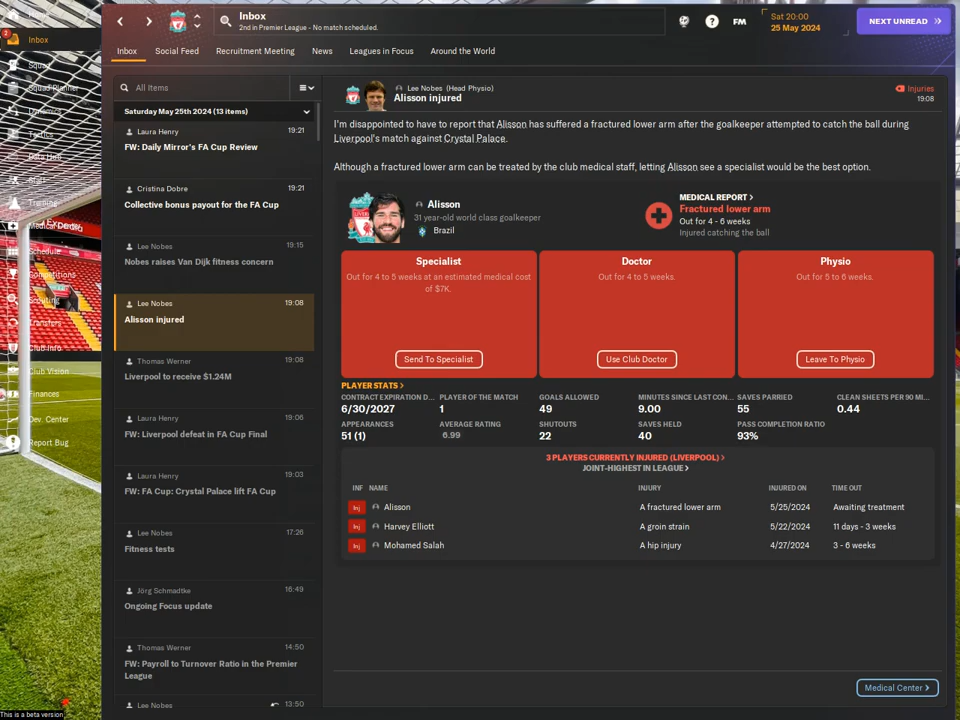 Inbox
2nd in Premier League - No match scheduled.
Sat 20:00
25 May 2024
FM
NEXT UNREAD
Inbox
Social Feed
Recruitment Meeting
News
Leagues in Focus
Around the World
2
Inbox
Squad
Squad Planner
Tactics
Data Hub
Staff
Training
Medical Centre
Schedule
Competitions
Scouting
Transfers
Club Info
Club Vision
Finances
Dev. Center
Report Bug
This is a beta version
All Items
Saturday May 25th 2024 (13 items)
Laura Henry 19:21
FW: Daily Mirror's FA Cup Review
Cristina Dobre 19:21
Collective bonus payout for the FA Cup
Lee Nobes 19:15
Nobes raises Van Dijk fitness concern
Lee Nobes 19:08
Alisson injured
Thomas Werner 19:08
Liverpool to receive $1.24M
Laura Henry 19:06
FW: Liverpool defeat in FA Cup Final
Laura Henry 19:03
FW: FA Cup: Crystal Palace lift FA Cup
Lee Nobes 17:26
Fitness tests
Jörg Schmadtke 16:49
Ongoing Focus update
Thomas Werner 14:50
FW: Payroll to Turnover Ratio in the Premier
League
Lee Nobes 13:50
Lee Nobes (Head Physio)
Alisson injured
Injuries
19:08
I'm disappointed to have to report that Alisson has suffered a fractured lower arm after the goalkeeper attempted to catch the ball during
Liverpool's match against Crystal Palace.
Although a fractured lower arm can be treated by the club medical staff, letting Alisson see a specialist would be the best option.
Alisson
31 year-old world class goalkeeper
Brazil
MEDICAL REPORT >
Fractured lower arm
Out for 4 - 6 weeks
Injured catching the ball
Specialist
Out for 4 to 5 weeks at an estimated medical cost
of $7K.
Send To Specialist
Doctor
Out for 4 to 5 weeks.
Use Club Doctor
Physio
Out for 5 to 6 weeks.
Leave To Physio
PLAYER STATS >
CONTRACT EXPIRATION D... PLAYER OF THE MATCH GOALS ALLOWED MINUTES SINCE LAST CON... SAVES PARRIED CLEAN SHEETS PER 90 MI...
6/30/2027 1 49 9.00 55 0.44
APPEARANCES AVERAGE RATING SHUTOUTS SAVES HELD PASS COMPLETION RATIO
51 (1) 6.99 22 40 93%
3 PLAYERS CURRENTLY INJURED (LIVERPOOL) >
JOINT-HIGHEST IN LEAGUE >
INF NAME INJURY INJURED ON TIME OUT
Inj Alisson A fractured lower arm 5/25/2024 Awaiting treatment
Inj Harvey Elliott A groin strain 5/22/2024 11 days - 3 weeks
Inj Mohamed Salah A hip injury 4/27/2024 3 - 6 weeks
Medical Center >